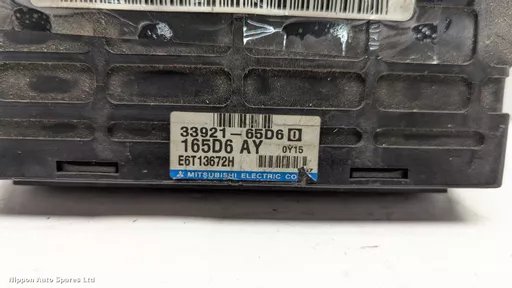 33921-65D6 0
165D6 AY 0Y15
E6T13672H
MITSUBISHI ELECTRIC CO
Nippon Auto Spares Ltd